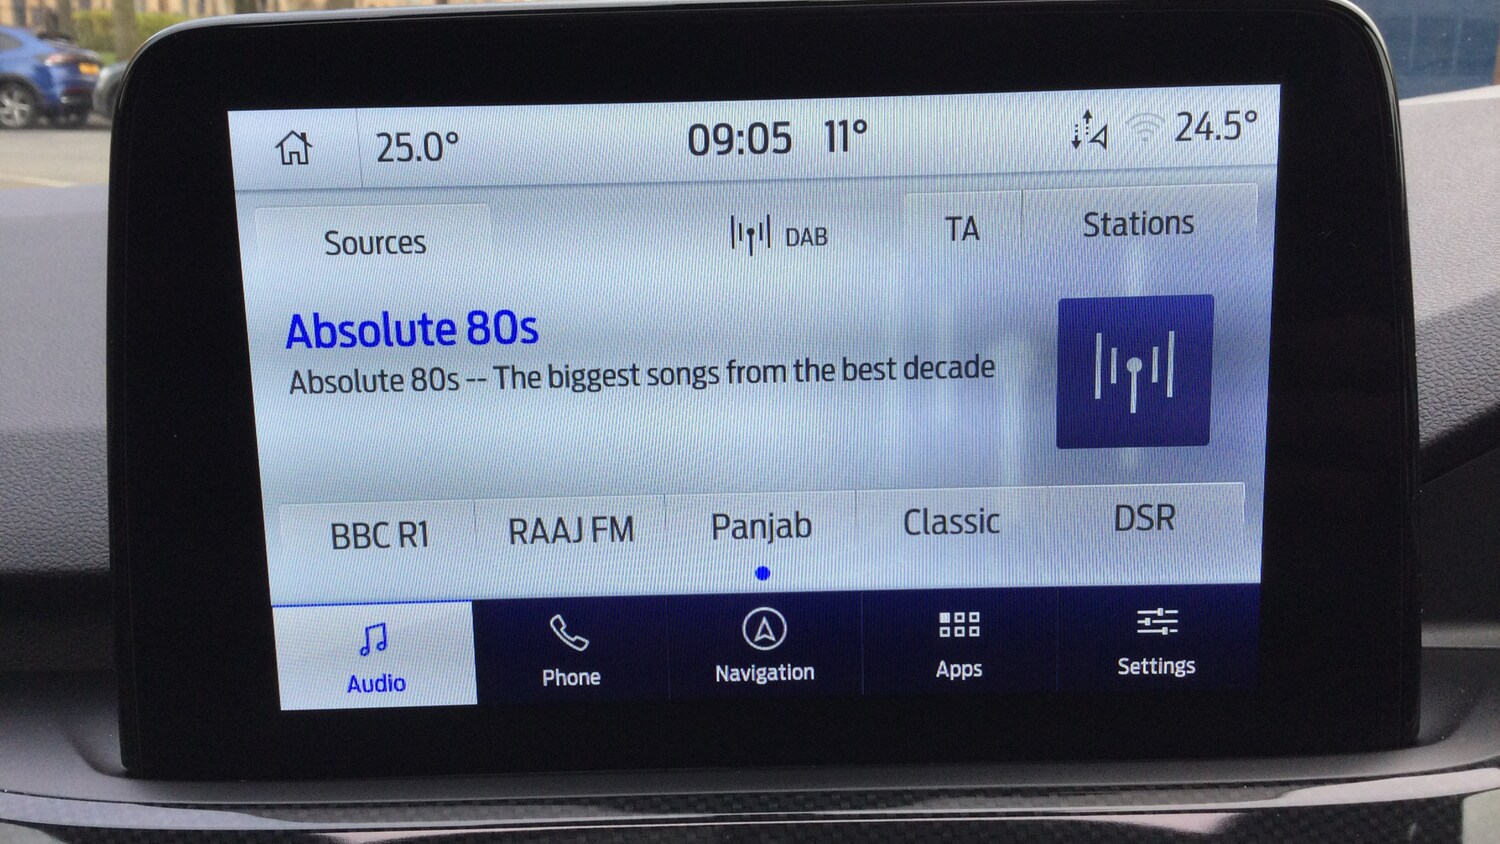 25.0° 09:05 11° 24.5°
Sources DAB TA Stations
Absolute 80s
Absolute 80s -- The biggest songs from the best decade
BBC R1 RAAJ FM Panjab Classic DSR
Audio Phone Navigation Apps Settings